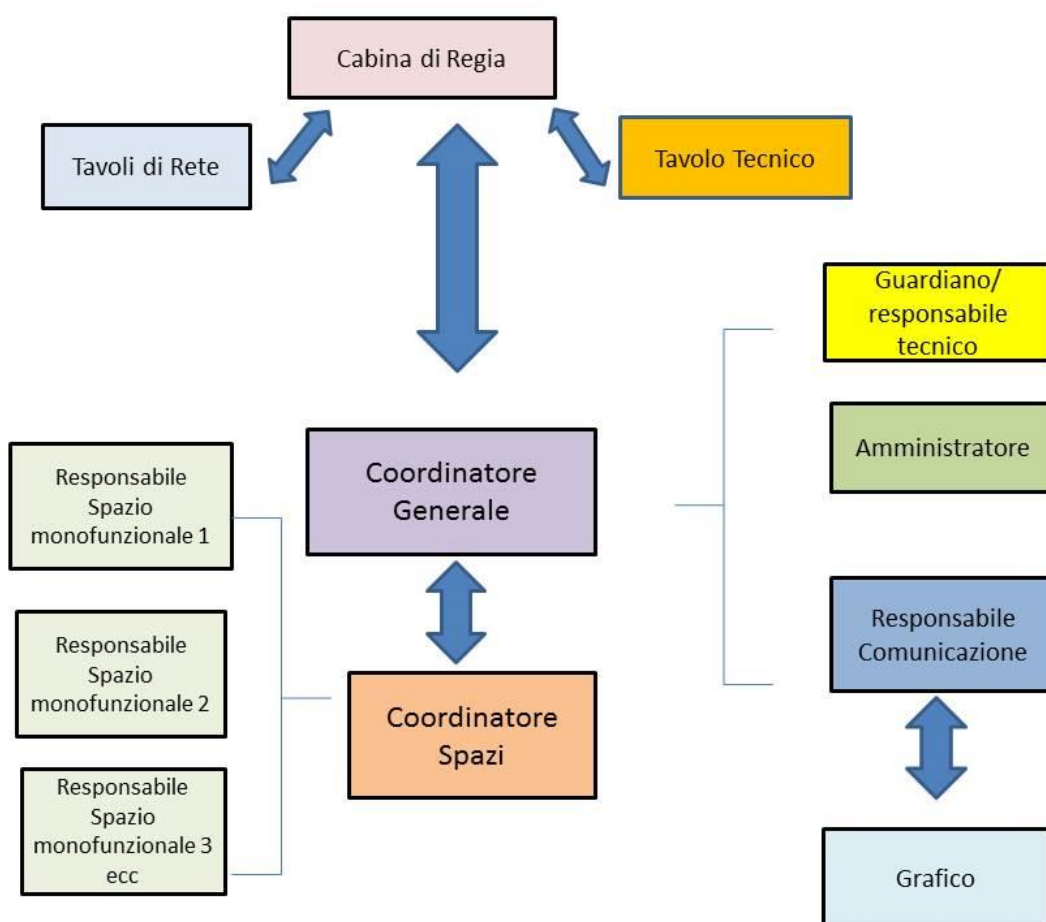 Cabina di Regia
Tavoli di Rete
Tavolo Tecnico
Guardiano/
responsabile
tecnico
Amministratore
Coordinatore
Generale
Responsabile
Spazio
monofunzionale 1
Responsabile
Spazio
monofunzionale 2
Responsabile
Spazio
monofunzionale 3
ecc
Coordinatore
Spazi
Responsabile
Comunicazione
Grafico